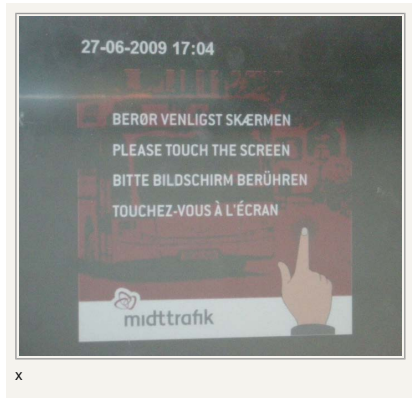 27-06-2009 17:04
BERØR VENLIGST SKÆRMEN
PLEASE TOUCH THE SCREEN
BITTE BILDSCHIRM BERÜHREN
TOUCHEZ-VOUS À L'ÉCRAN
midttrafik
x